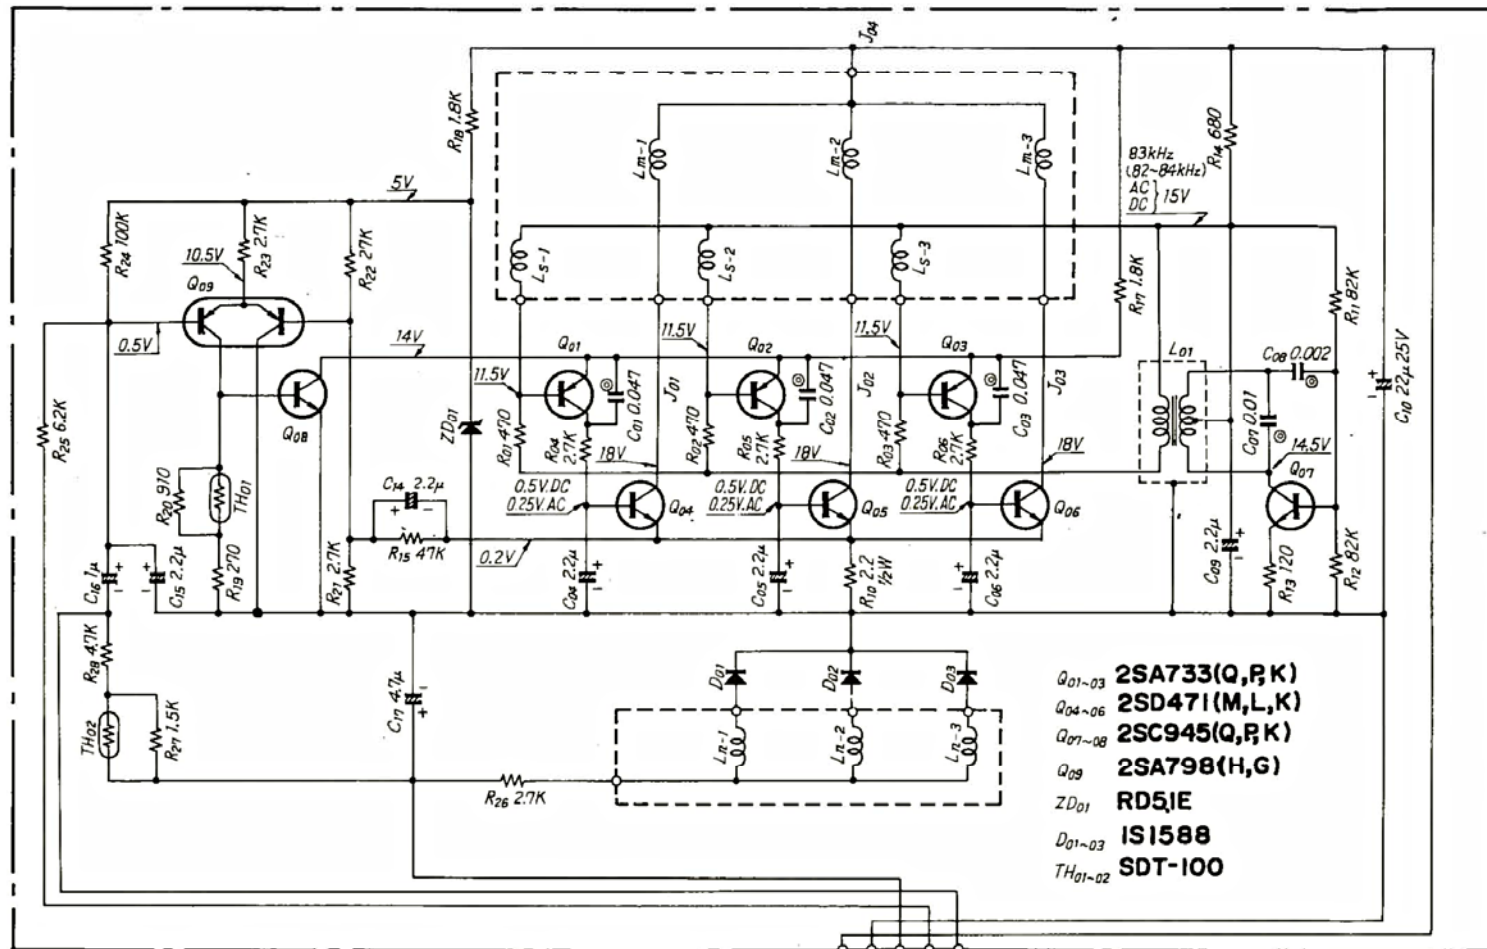 J04
R18 1.8K
Lm-1
Lm-2
Lm-3
R14 680
83kHz
(82~84kHz)
AC
DC } 15V
5V
R24 100K
R23 2.7K
10.5V
R22 27K
Ls-1
Ls-2
Ls-3
R17 1.8K
R11 82K
Q09
0.5V
14V
11.5V
11.5V
11.5V
Q01
Q02
Q03
C01 0.047
C02 0.047
C03 0.047
J01
J02
J03
L01
C08 0.002
C07 0.01
C10 22μ25V
Q08
R25 6.2K
ZD01
R01 470
R04 2.7K
R02 470
R05 2.7K
R03 470
R06 2.7K
18V
18V
18V
14.5V
Q07
R20 910
TH01
C14 2.2μ
0.5V.DC
0.25V.AC
0.5V.DC
0.25V.AC
0.5V.DC
0.25V.AC
Q04
Q05
Q06
R15 47K
0.2V
C16 1μ
C15 2.2μ
R19 270
R21 2.7K
C04 2.2μ
C05 2.2μ
R10 2.2
1/2W
C06 2.2μ
C09 2.2μ
R13 120
R12 82K
R28 4.7K
TH02
R27 1.5K
C17 4.7μ
D01
D02
D03
Ln-1
Ln-2
Ln-3
R26 2.7K
Q01~03 2SA733(Q,P,K)
Q04~06 2SD471(M,L,K)
Q07~08 2SC945(Q,P,K)
Q09 2SA798(H,G)
ZD01 RD5.1E
D01~03 1S1588
TH01~02 SDT-100